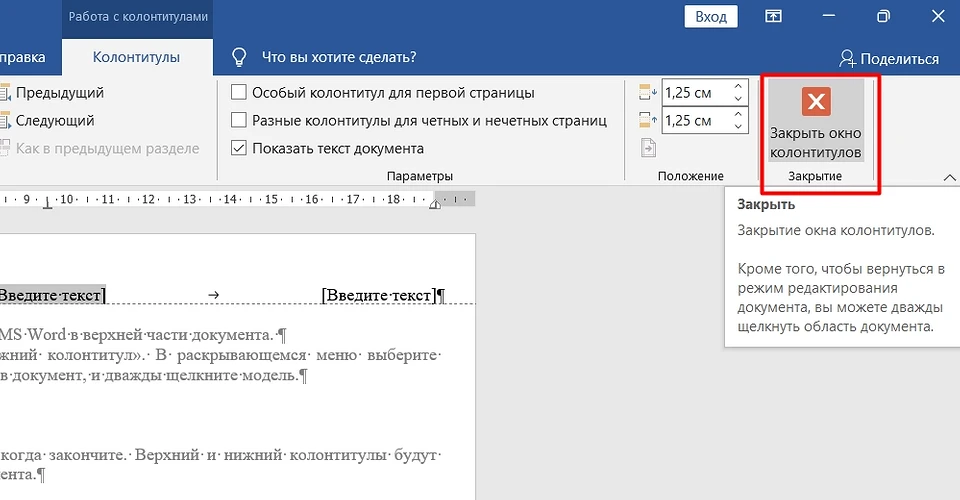 Работа с колонтитулами
Вход
правка
Колонтитулы
Что вы хотите сделать?
Поделиться
Предыдущий
Следующий
Как в предыдущем разделе
Особый колонтитул для первой страницы
Разные колонтитулы для четных и нечетных страниц
Показать текст документа
Параметры
1,25 см
1,25 см
Положение
Закрыть окно
колонтитулов
Закрытие
9 10 11 12 13 14 15 16 17 18
Закрыть
Закрытие окна колонтитулов.
Кроме того, чтобы вернуться в
режим редактирования
документа, вы можете дважды
щелкнуть область документа.
Введите·текст] → [Введите·текст]¶
MS·Word·в·верхней·части·документа.·¶
жний· колонтитул».· В· раскрывающемся· меню· выберите·
в·документ,·и·дважды·щелкните·модель.¶
когда· закончите.· Верхний· и· нижний· колонтитулы· будут·
ента.¶